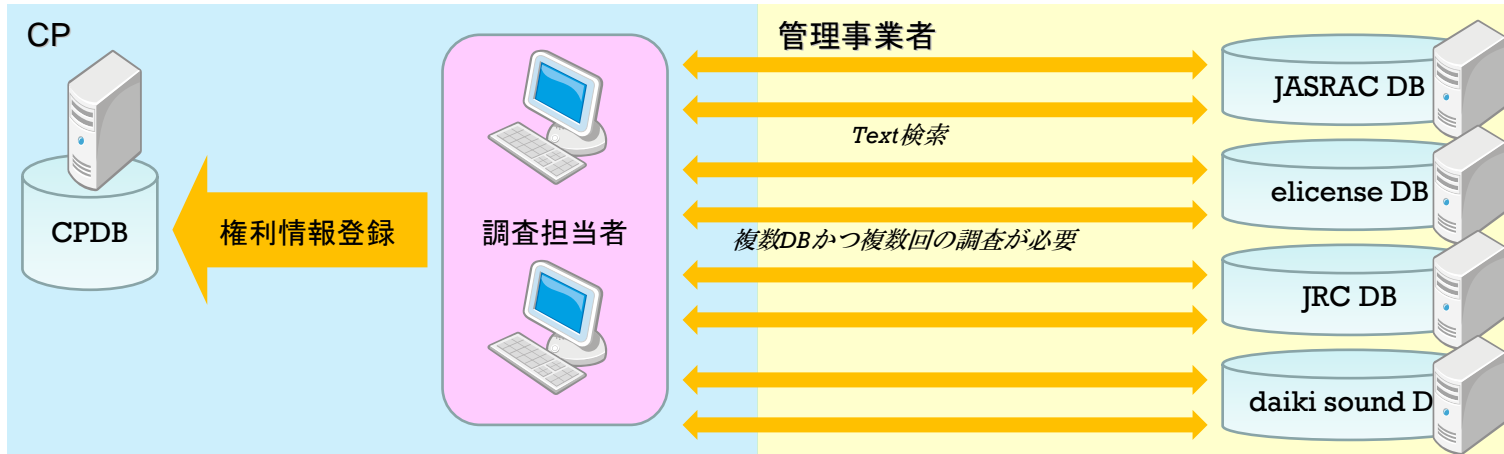 CP
管理事業者
JASRAC DB
Text検索
elicense DB
CPDB
権利情報登録
調査担当者
複数DBかつ複数回の調査が必要
JRC DB
daiki sound D